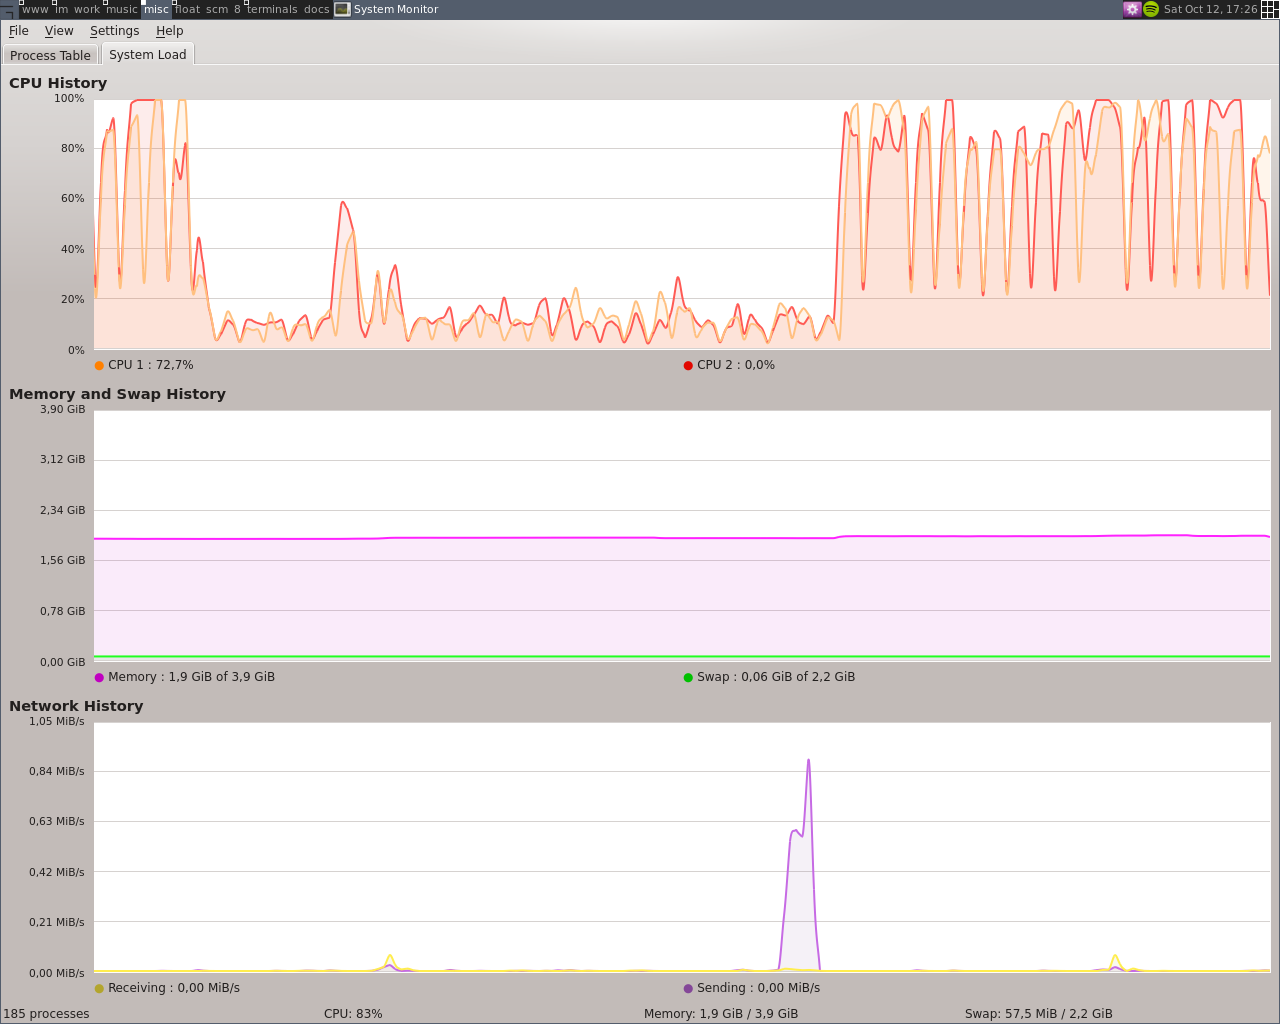 www im work music misc float scm 8 terminals docs System Monitor Sat Oct 12, 17:26
File View Settings Help
Process Table System Load
CPU History
100%
80%
60%
40%
20%
0%
CPU 1 : 72,7% CPU 2 : 0,0%
Memory and Swap History
3,90 GiB
3,12 GiB
2,34 GiB
1,56 GiB
0,78 GiB
0,00 GiB
Memory : 1,9 GiB of 3,9 GiB Swap : 0,06 GiB of 2,2 GiB
Network History
1,05 MiB/s
0,84 MiB/s
0,63 MiB/s
0,42 MiB/s
0,21 MiB/s
0,00 MiB/s
Receiving : 0,00 MiB/s Sending : 0,00 MiB/s
185 processes CPU: 83% Memory: 1,9 GiB / 3,9 GiB Swap: 57,5 MiB / 2,2 GiB